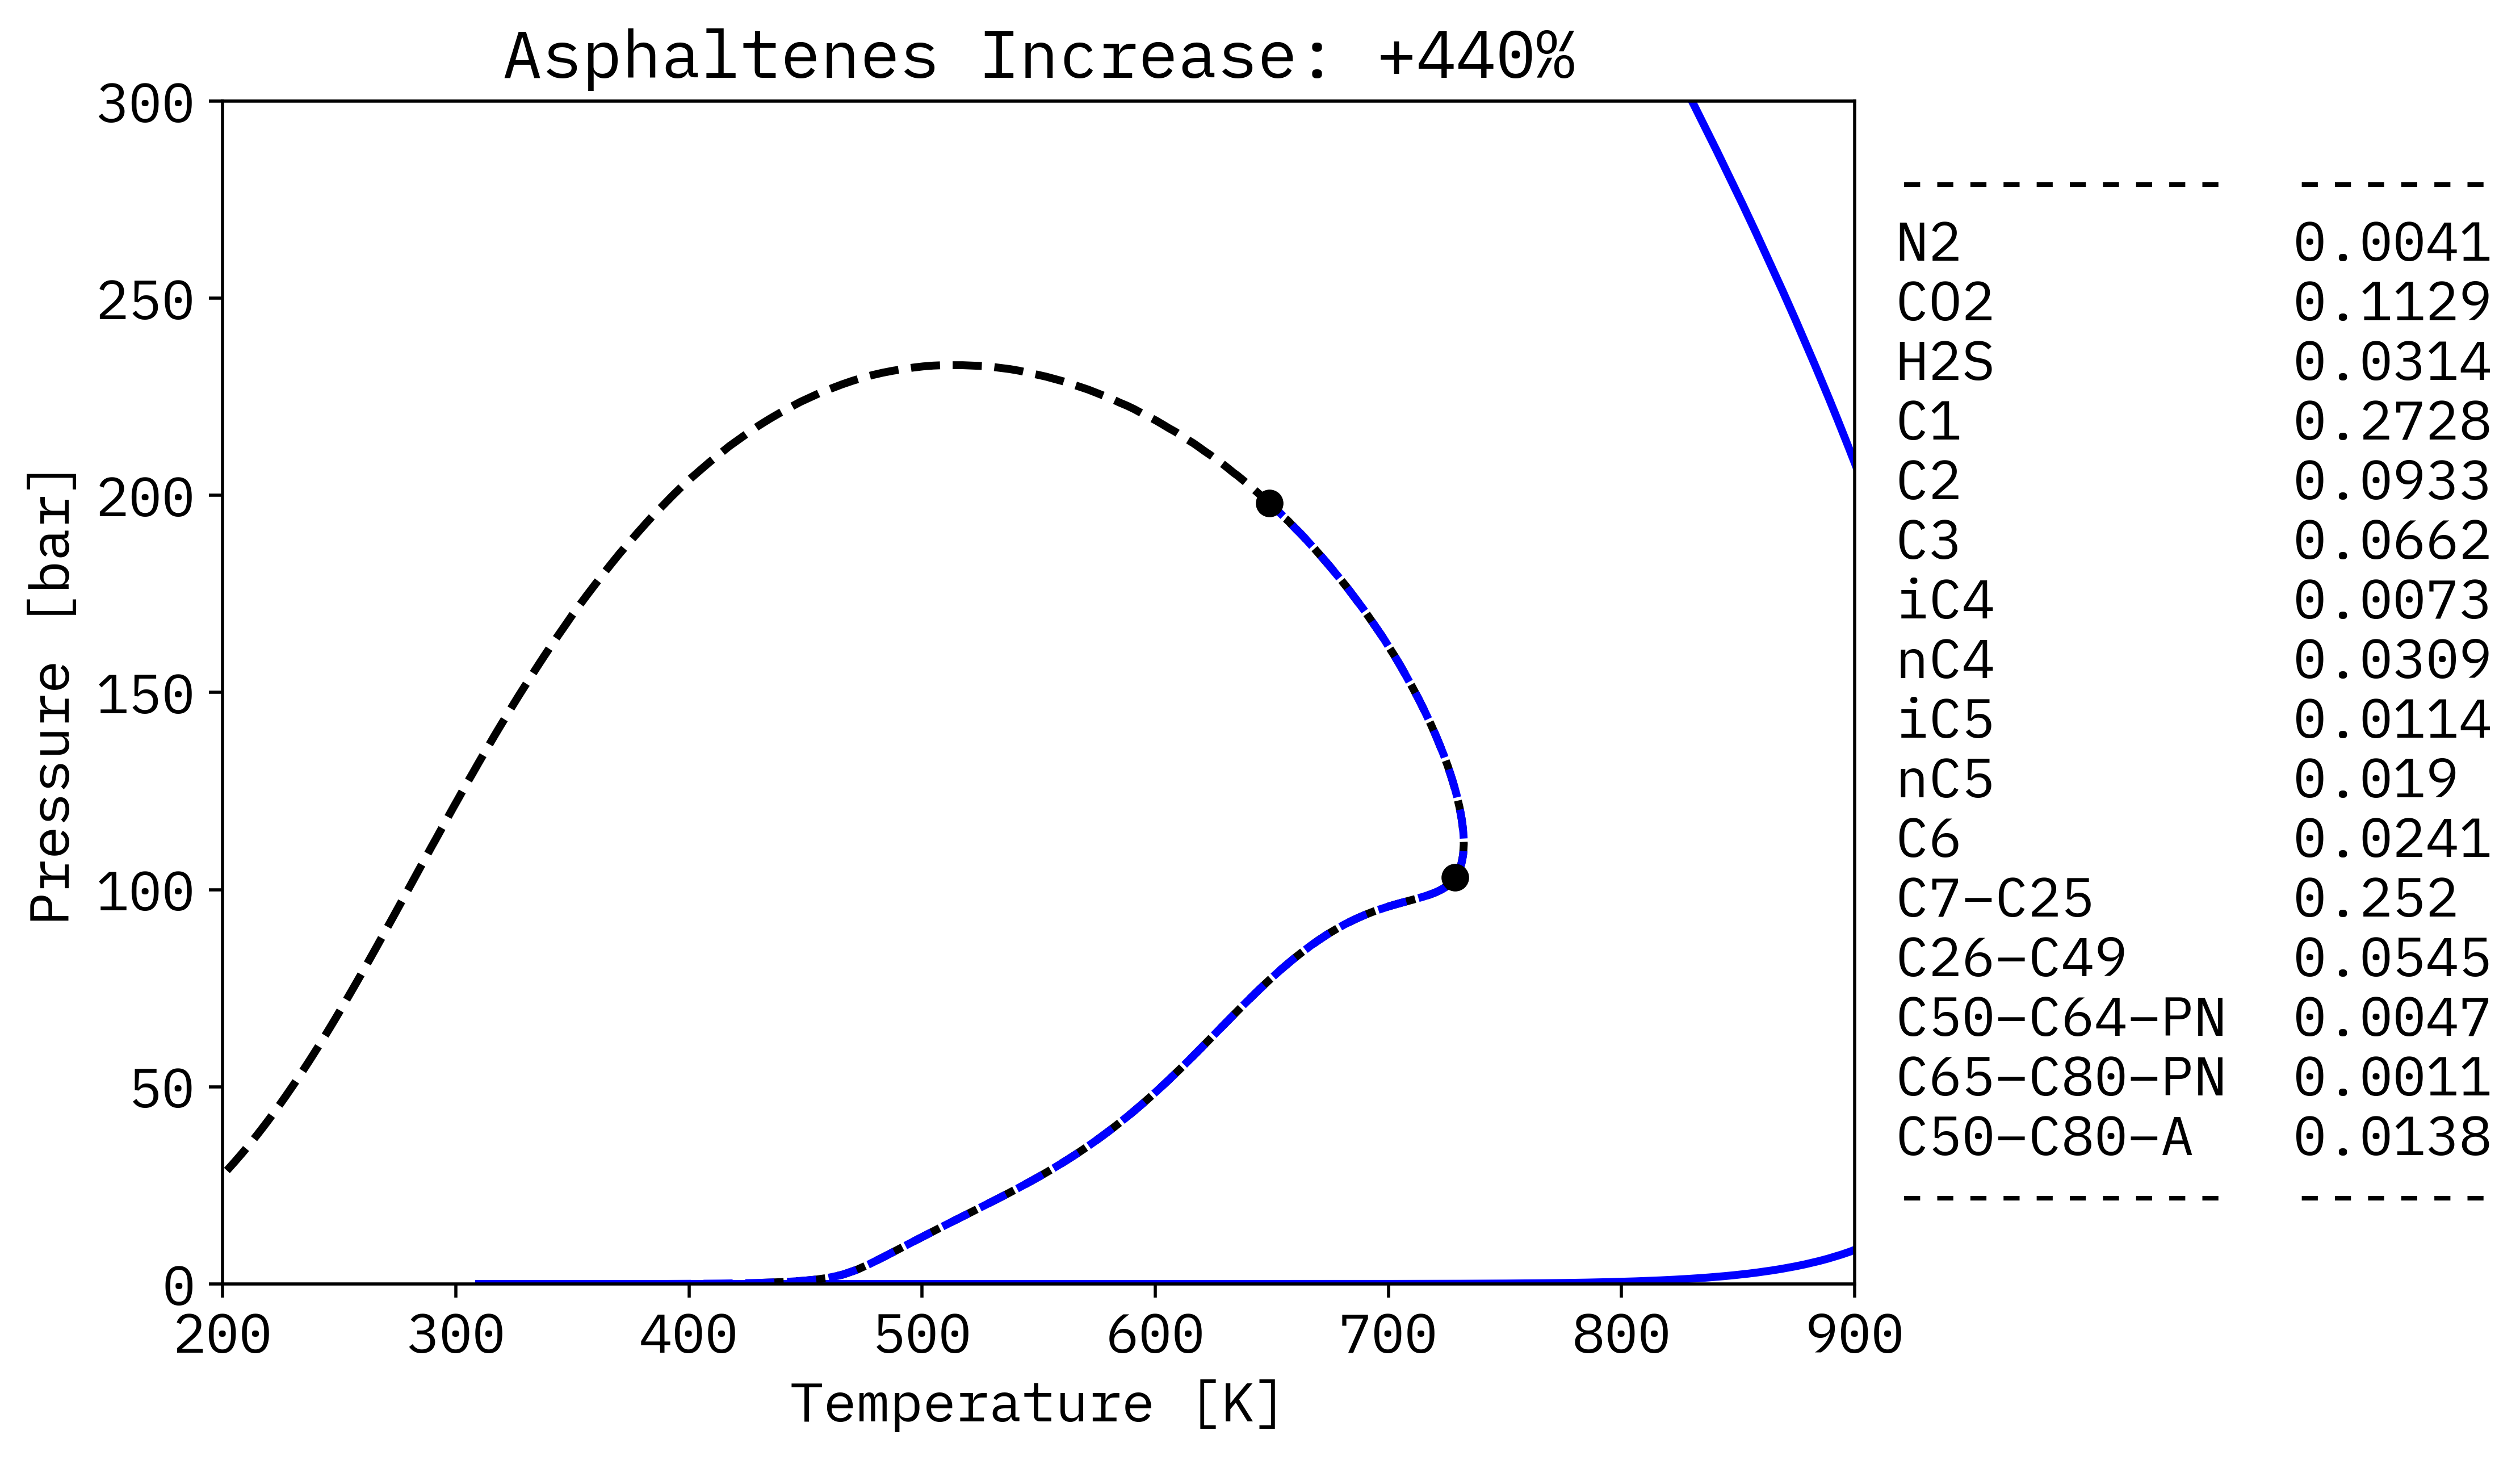 Asphaltenes Increase: +440%
300
250
200
150
100
50
0
Pressure [bar]
200 300 400 500 600 700 800 900
Temperature [K]
----------- ------
N2 0.0041
CO2 0.1129
H2S 0.0314
C1 0.2728
C2 0.0933
C3 0.0662
iC4 0.0073
nC4 0.0309
iC5 0.0114
nC5 0.019
C6 0.0241
C7-C25 0.252
C26-C49 0.0545
C50-C64-PN 0.0047
C65-C80-PN 0.0011
C50-C80-A 0.0138
---------- ------